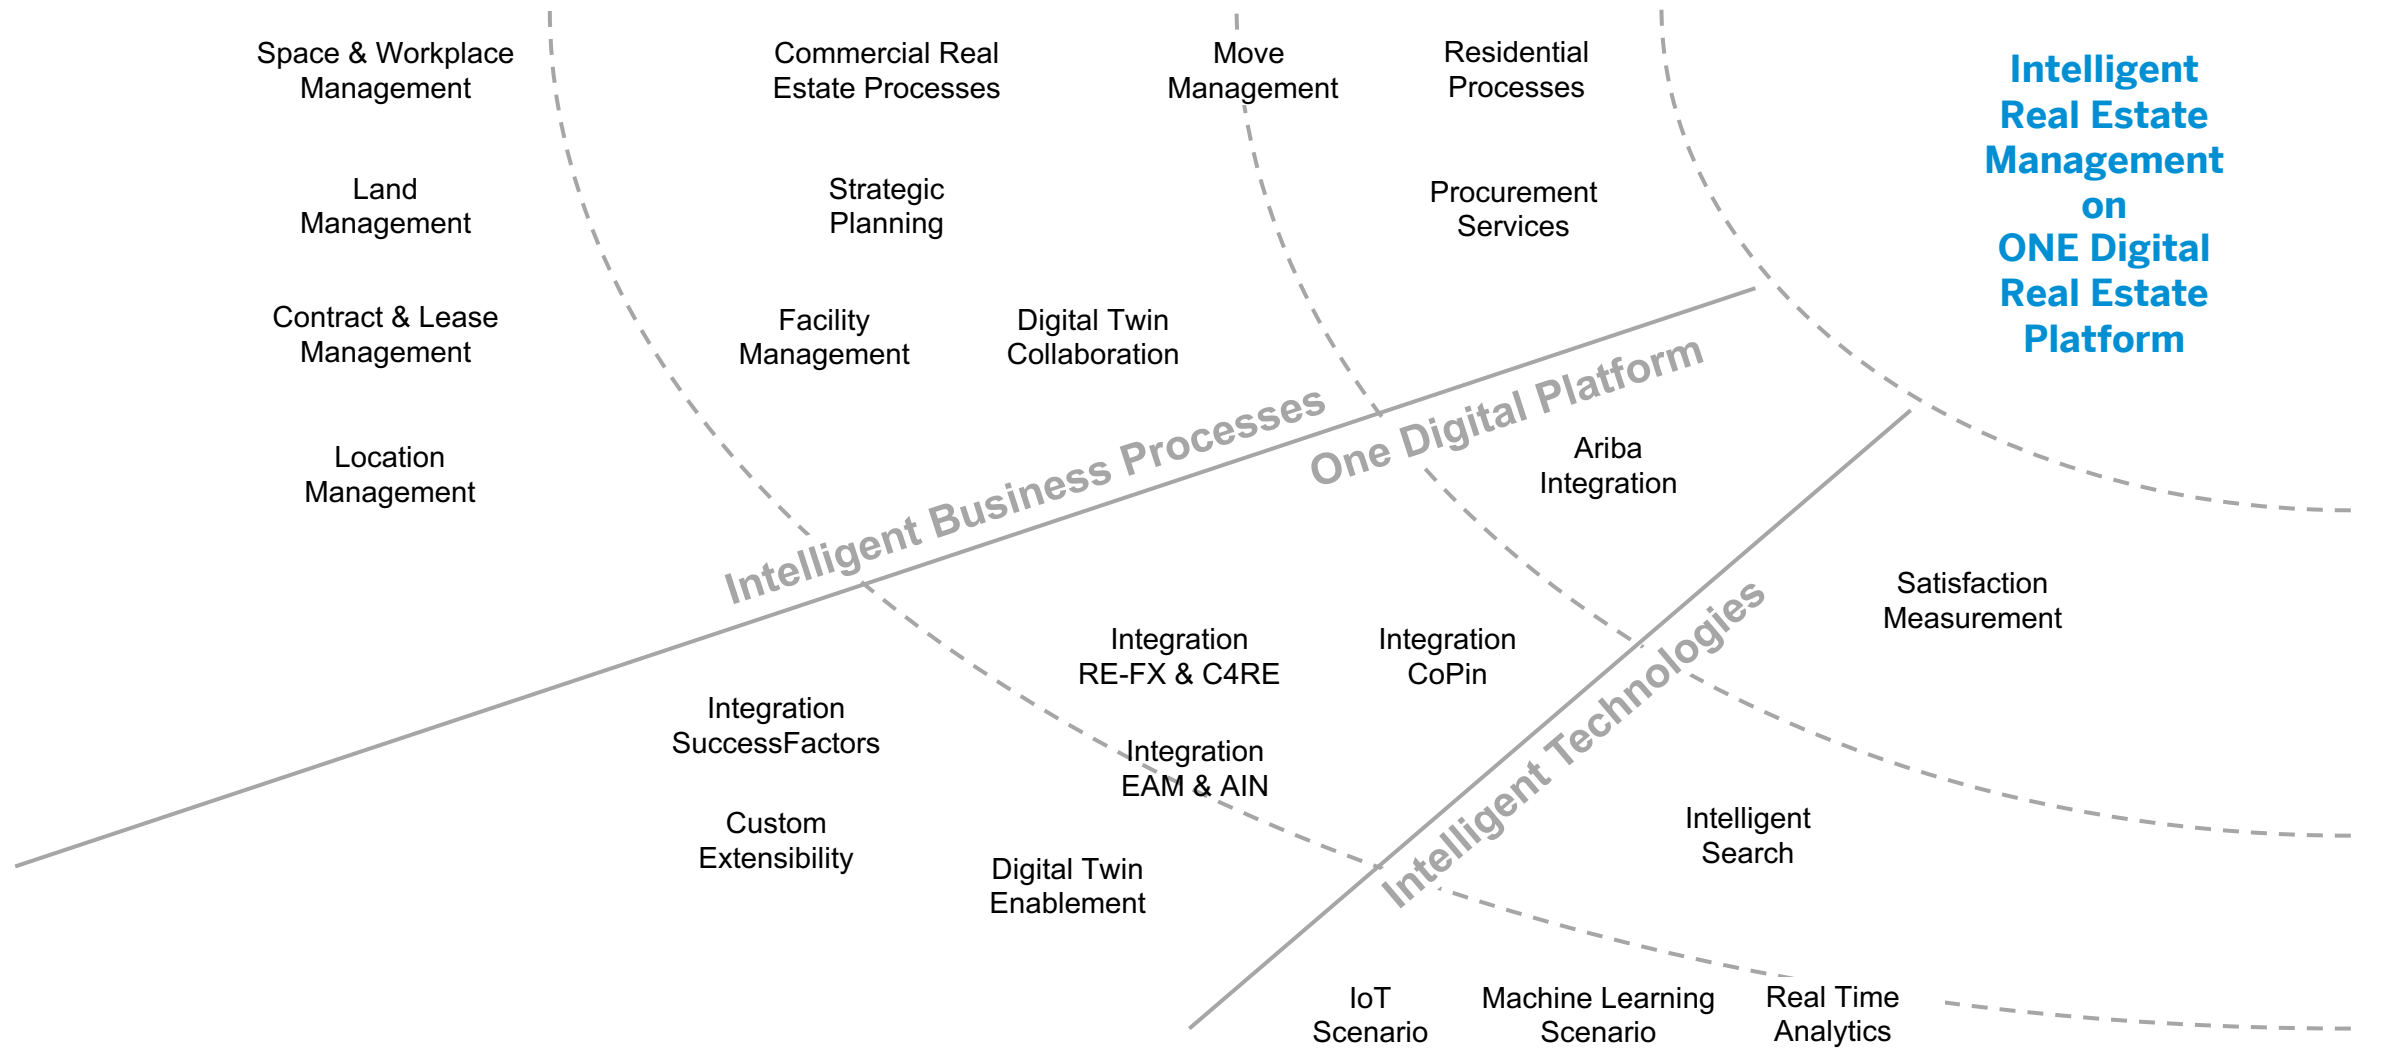 Space & Workplace
Management
Commercial Real
Estate Processes
Move
Management
Residential
Processes
Intelligent
Real Estate
Management
on
ONE Digital
Real Estate
Platform
Land
Management
Strategic
Planning
Procurement
Services
Contract & Lease
Management
Facility
Management
Digital Twin
Collaboration
Location
Management
Intelligent Business Processes
One Digital Platform
Ariba
Integration
Satisfaction
Measurement
Integration
RE-FX & C4RE
Integration
CoPin
Integration
SuccessFactors
Integration
EAM & AIN
Intelligent Technologies
Custom
Extensibility
Digital Twin
Enablement
Intelligent
Search
IoT
Scenario
Machine Learning
Scenario
Real Time
Analytics